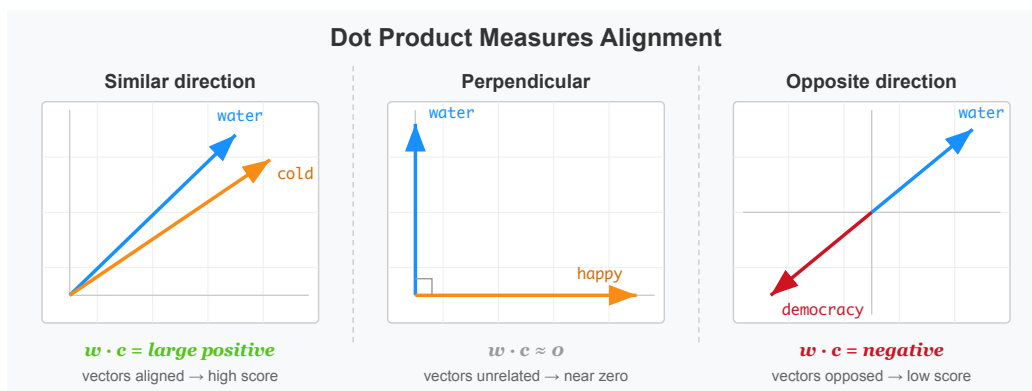 Dot Product Measures Alignment
Similar direction
water
cold
w · c = large positive
vectors aligned → high score
Perpendicular
water
happy
w · c ≈ 0
vectors unrelated → near zero
Opposite direction
water
democracy
w · c = negative
vectors opposed → low score